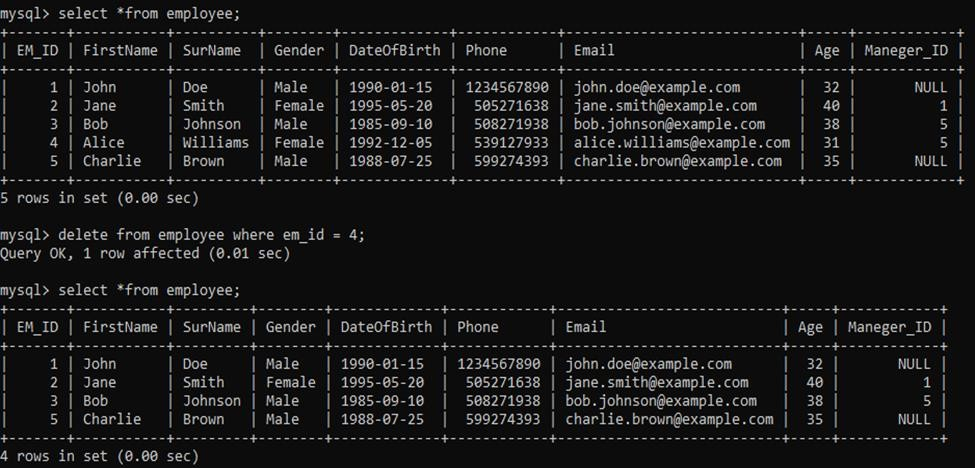 mysql> select *from employee;
+-------+-----------+----------+--------+-------------+------------+----------------------------+-----+------------+
| EM_ID | FirstName | SurName | Gender | DateOfBirth | Phone | Email | Age | Maneger_ID |
+-------+-----------+----------+--------+-------------+------------+----------------------------+-----+------------+
| 1 | John | Doe | Male | 1990-01-15 | 1234567890 | john.doe@example.com | 32 | NULL |
| 2 | Jane | Smith | Female | 1995-05-20 | 505271638 | jane.smith@example.com | 40 | 1 |
| 3 | Bob | Johnson | Male | 1985-09-10 | 508271938 | bob.johnson@example.com | 38 | 5 |
| 4 | Alice | Williams | Female | 1992-12-05 | 539127933 | alice.williams@example.com | 31 | 5 |
| 5 | Charlie | Brown | Male | 1988-07-25 | 599274393 | charlie.brown@example.com | 35 | NULL |
+-------+-----------+----------+--------+-------------+------------+----------------------------+-----+------------+
5 rows in set (0.00 sec)
mysql> delete from employee where em_id = 4;
Query OK, 1 row affected (0.01 sec)
mysql> select *from employee;
+-------+-----------+---------+--------+-------------+------------+---------------------------+-----+------------+
| EM_ID | FirstName | SurName | Gender | DateOfBirth | Phone | Email | Age | Maneger_ID |
+-------+-----------+---------+--------+-------------+------------+---------------------------+-----+------------+
| 1 | John | Doe | Male | 1990-01-15 | 1234567890 | john.doe@example.com | 32 | NULL |
| 2 | Jane | Smith | Female | 1995-05-20 | 505271638 | jane.smith@example.com | 40 | 1 |
| 3 | Bob | Johnson | Male | 1985-09-10 | 508271938 | bob.johnson@example.com | 38 | 5 |
| 5 | Charlie | Brown | Male | 1988-07-25 | 599274393 | charlie.brown@example.com | 35 | NULL |
+-------+-----------+---------+--------+-------------+------------+---------------------------+-----+------------+
4 rows in set (0.00 sec)